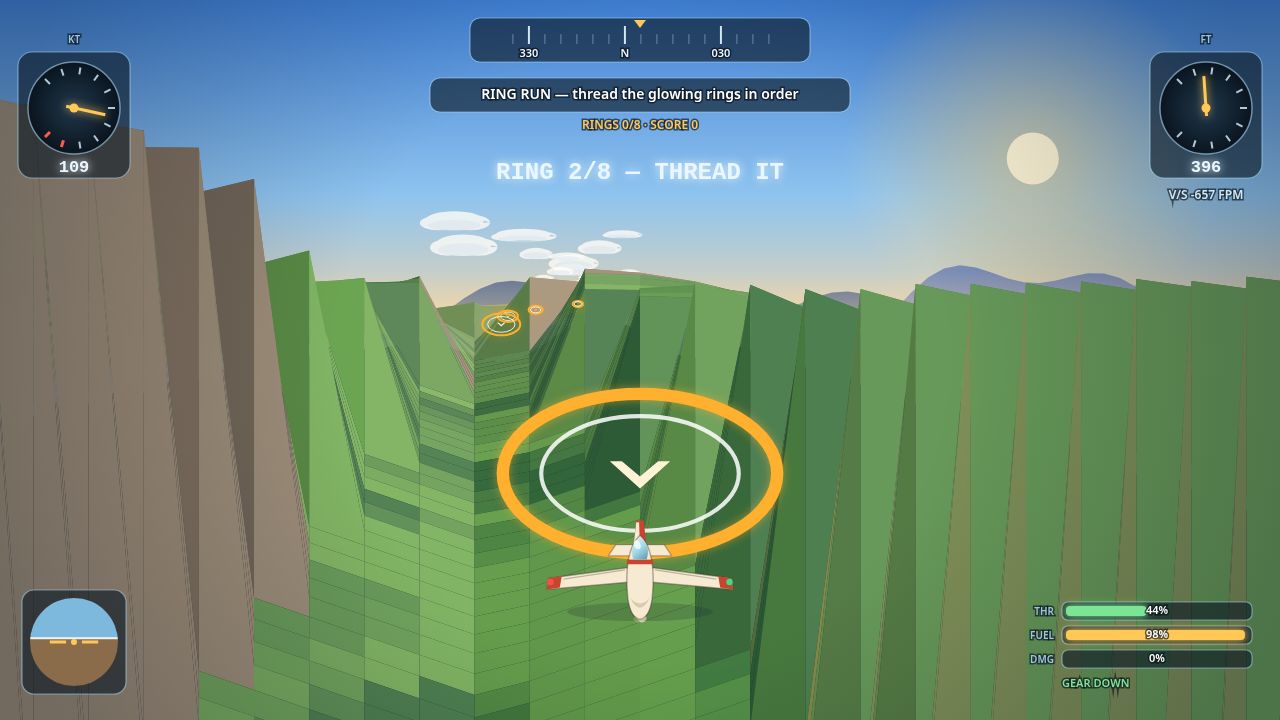 KT
109
330 N 030
RING RUN — thread the glowing rings in order
RINGS 0/8 · SCORE 0
RING 2/8 — THREAD IT
FT
396
V/S -657 FPM
THR 44%
FUEL 98%
DMG 0%
GEAR DOWN